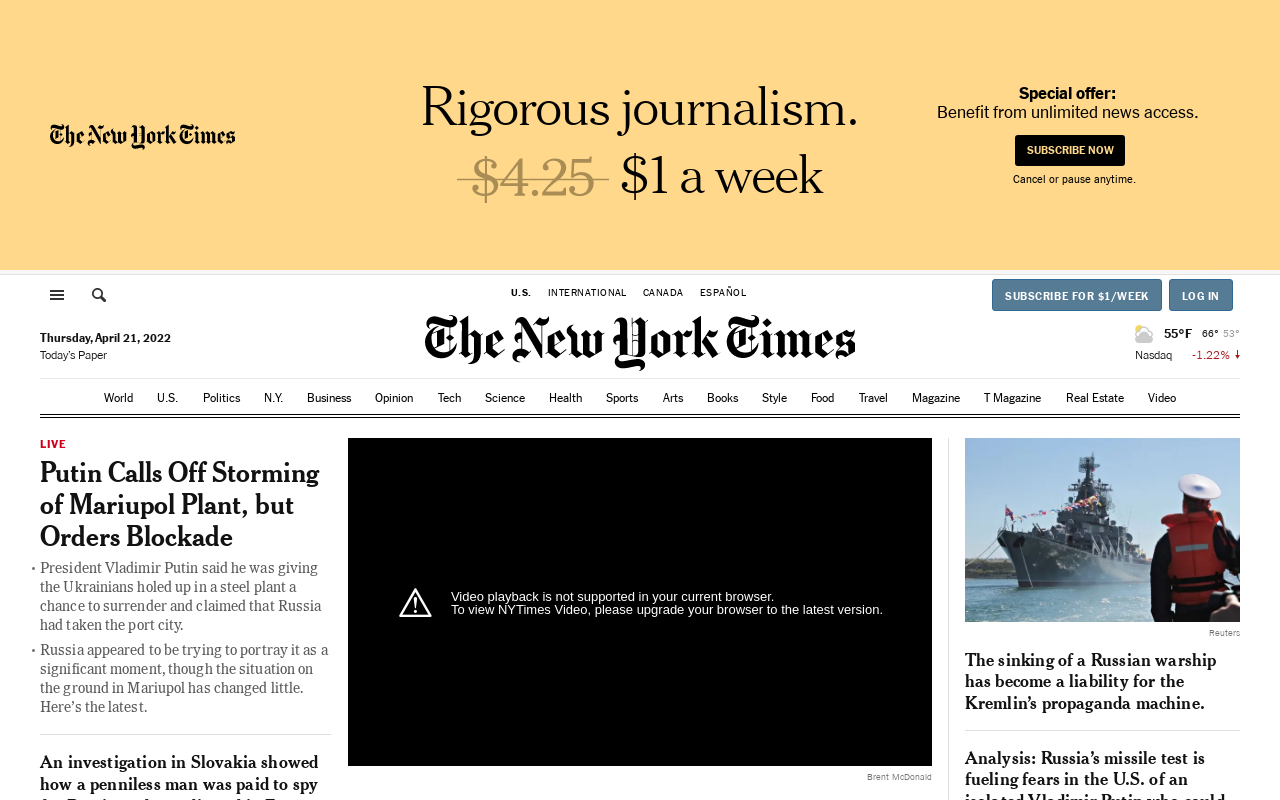 The New York Times
Rigorous journalism.
$4.25 $1 a week
Special offer:
Benefit from unlimited news access.
SUBSCRIBE NOW
Cancel or pause anytime.
U.S. INTERNATIONAL CANADA ESPAÑOL
SUBSCRIBE FOR $1/WEEK LOG IN
Thursday, April 21, 2022
Today's Paper
The New York Times
55°F 66° 53°
Nasdaq -1.22% ↓
World U.S. Politics N.Y. Business Opinion Tech Science Health Sports Arts Books Style Food Travel Magazine T Magazine Real Estate Video
LIVE
Putin Calls Off Storming
of Mariupol Plant, but
Orders Blockade
• President Vladimir Putin said he was giving
the Ukrainians holed up in a steel plant a
chance to surrender and claimed that Russia
had taken the port city.
• Russia appeared to be trying to portray it as a
significant moment, though the situation on
the ground in Mariupol has changed little.
Here's the latest.
An investigation in Slovakia showed
how a penniless man was paid to spy
Video playback is not supported in your current browser.
To view NYTimes Video, please upgrade your browser to the latest version.
Brent McDonald
Reuters
The sinking of a Russian warship
has become a liability for the
Kremlin's propaganda machine.
Analysis: Russia's missile test is
fueling fears in the U.S. of an
isolated Vladimir Putin who could